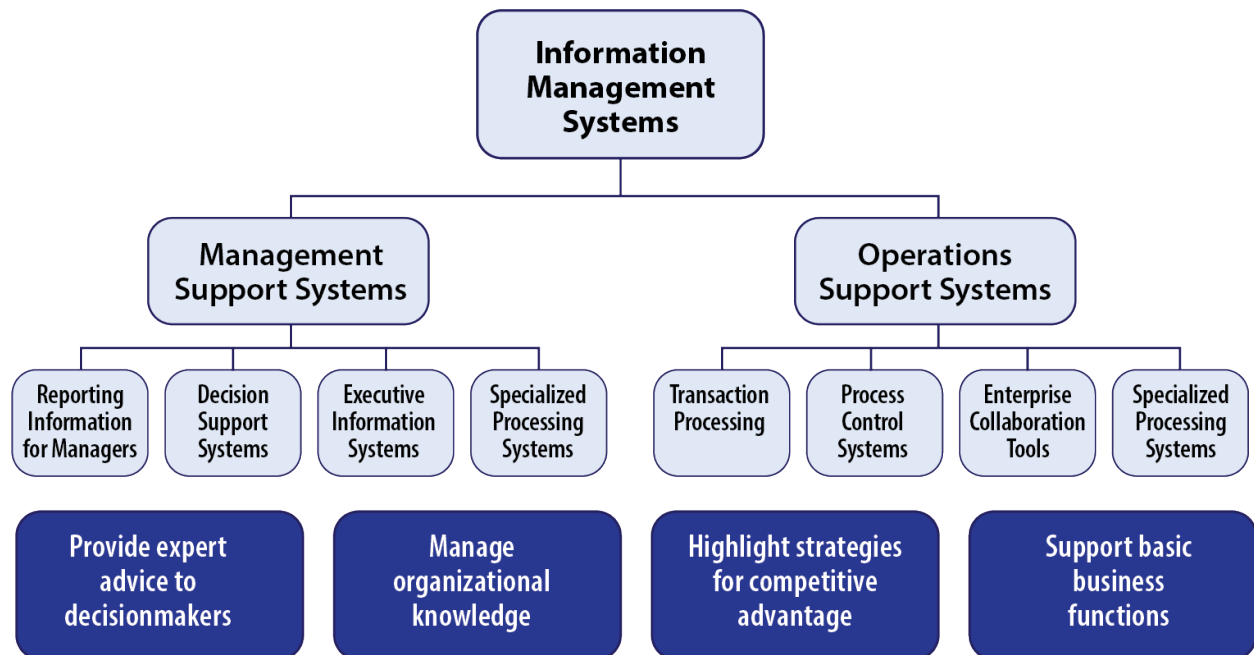 Information
Management
Systems
Management
Support Systems
Operations
Support Systems
Reporting
Information
for Managers
Decision
Support
Systems
Executive
Information
Systems
Specialized
Processing
Systems
Transaction
Processing
Process
Control
Systems
Enterprise
Collaboration
Tools
Specialized
Processing
Systems
Provide expert
advice to
decisionmakers
Manage
organizational
knowledge
Highlight strategies
for competitive
advantage
Support basic
business
functions